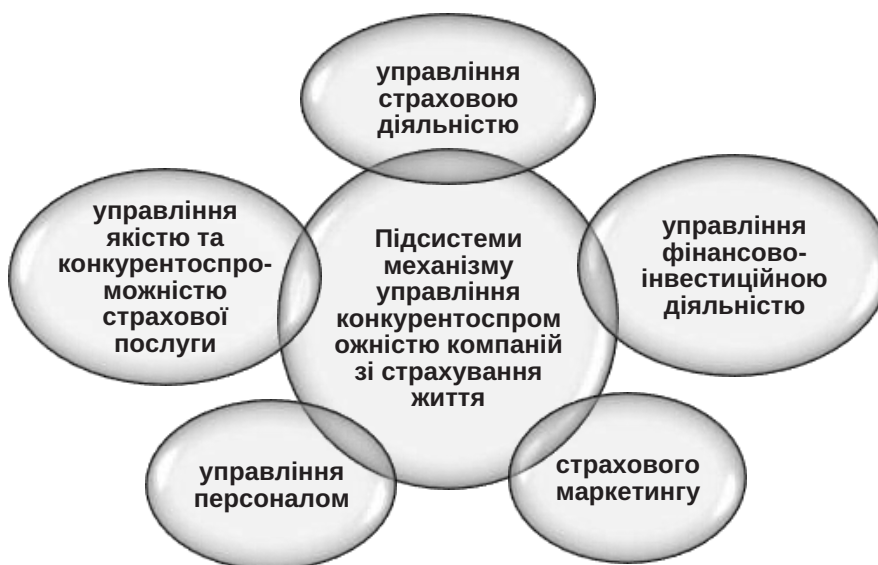 управління
страховою
діяльністю
управління
якістю та
конкурентоспро-
можністю
страхової
послуги
Підсистеми
механізму
управління
конкурентоспром
ожністю компаній
зі страхування
життя
управління
фінансово-
інвестиційною
діяльністю
управління
персоналом
страхового
маркетингу